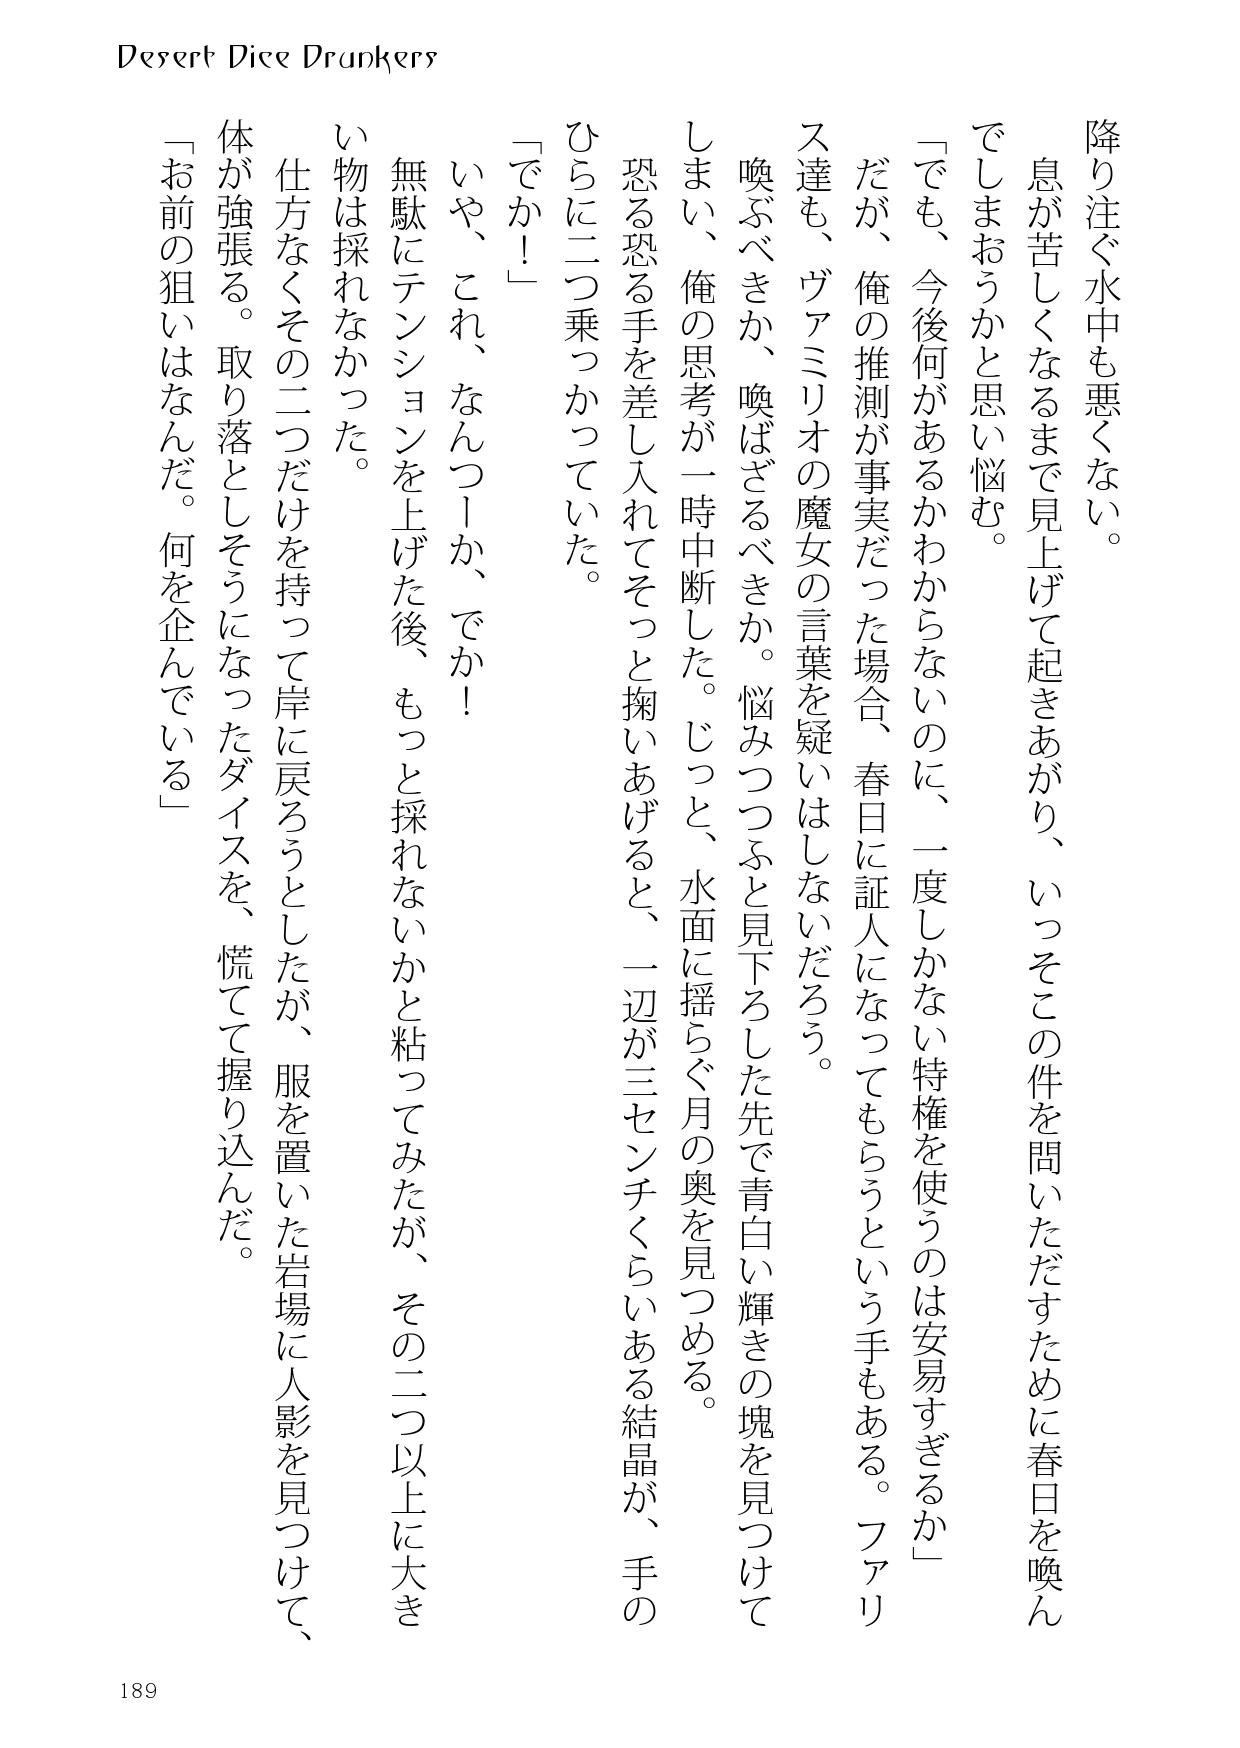 Desert Dice Drunkers
降り注ぐ水中も悪くない。
　息が苦しくなるまで見上げて起きあがり、いっそこの件を問いただすために春日を喚ん
でしまおうかと思い悩む。
「でも、今後何があるかわからないのに、一度しかない特権を使うのは安易すぎるか」
　だが、俺の推測が事実だった場合、春日に証人になってもらうという手もある。ファリ
ス達も、ヴァミリオの魔女の言葉を疑いはしないだろう。
　喚ぶべきか、喚ばざるべきか。悩みつつふと見下ろした先で青白い輝きの塊を見つけて
しまい、俺の思考が一時中断した。じっと、水面に揺らぐ月の奥を見つめる。
　恐る恐る手を差し入れてそっと掬いあげると、一辺が三センチくらいある結晶が、手の
ひらに二つ乗っかっていた。
「でか！」
　いや、これ、なんつーか、でか！
　無駄にテンションを上げた後、もっと採れないかと粘ってみたが、その二つ以上に大き
い物は採れなかった。
　仕方なくその二つだけを持って岸に戻ろうとしたが、服を置いた岩場に人影を見つけて、
体が強張る。取り落としそうになったダイスを、慌てて握り込んだ。
「お前の狙いはなんだ。何を企んでいる」
189